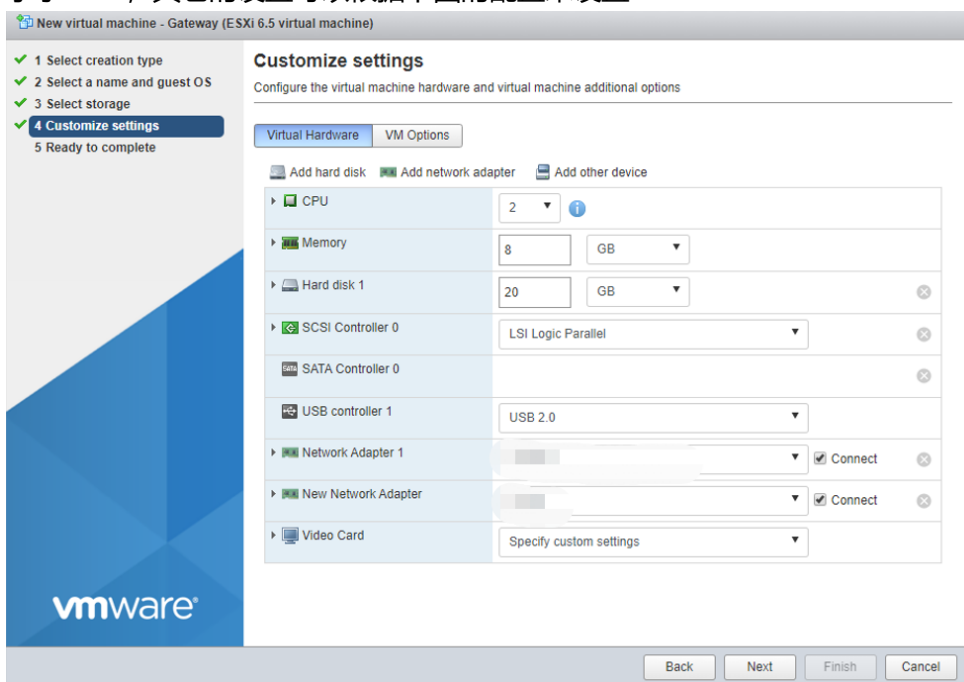 New virtual machine - Gateway (ESXi 6.5 virtual machine)
1 Select creation type
2 Select a name and guest OS
3 Select storage
4 Customize settings
5 Ready to complete
Customize settings
Configure the virtual machine hardware and virtual machine additional options
Virtual Hardware VM Options
Add hard disk Add network adapter Add other device
CPU 2
Memory 8 GB
Hard disk 1 20 GB
SCSI Controller 0 LSI Logic Parallel
SATA Controller 0
USB controller 1 USB 2.0
Network Adapter 1 Connect
New Network Adapter Connect
Video Card Specify custom settings
vmware
Back Next Finish Cancel